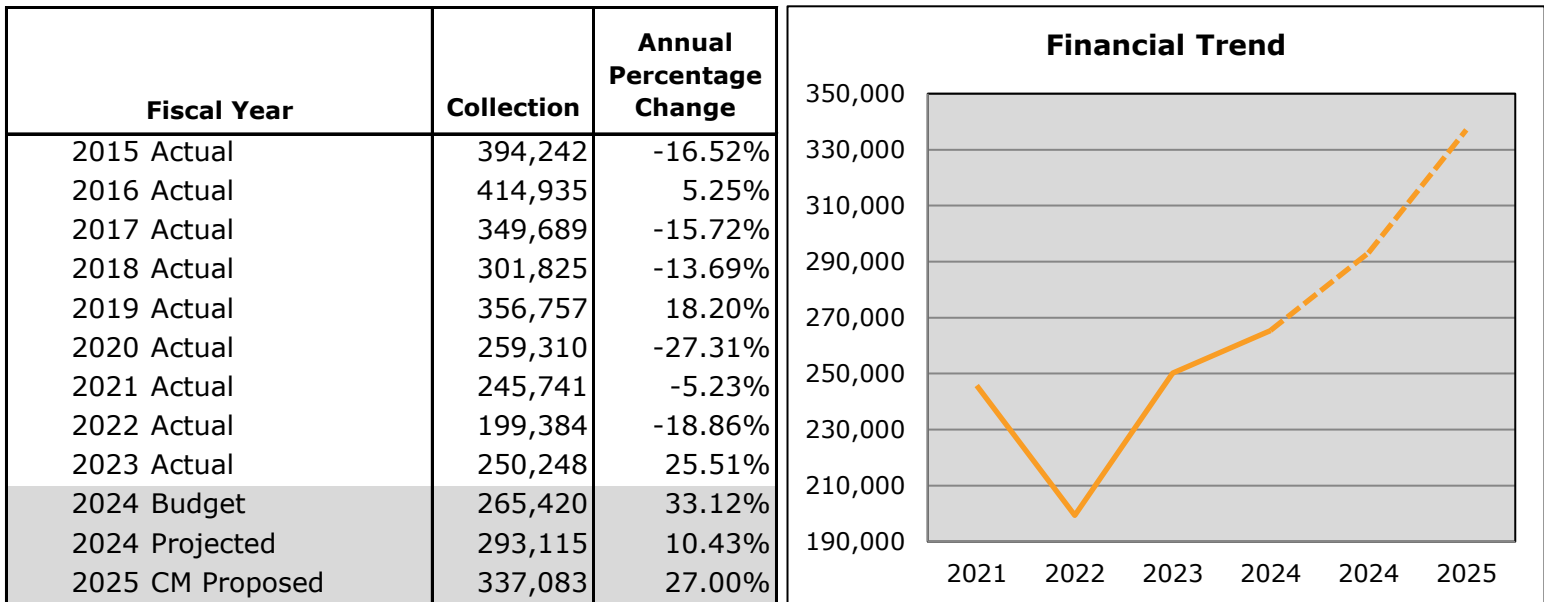 Fiscal Year Collection Annual Percentage Change
2015 Actual 394,242 -16.52%
2016 Actual 414,935 5.25%
2017 Actual 349,689 -15.72%
2018 Actual 301,825 -13.69%
2019 Actual 356,757 18.20%
2020 Actual 259,310 -27.31%
2021 Actual 245,741 -5.23%
2022 Actual 199,384 -18.86%
2023 Actual 250,248 25.51%
2024 Budget 265,420 33.12%
2024 Projected 293,115 10.43%
2025 CM Proposed 337,083 27.00%
Financial Trend
350,000
330,000
310,000
290,000
270,000
250,000
230,000
210,000
190,000
2021 2022 2023 2024 2024 2025